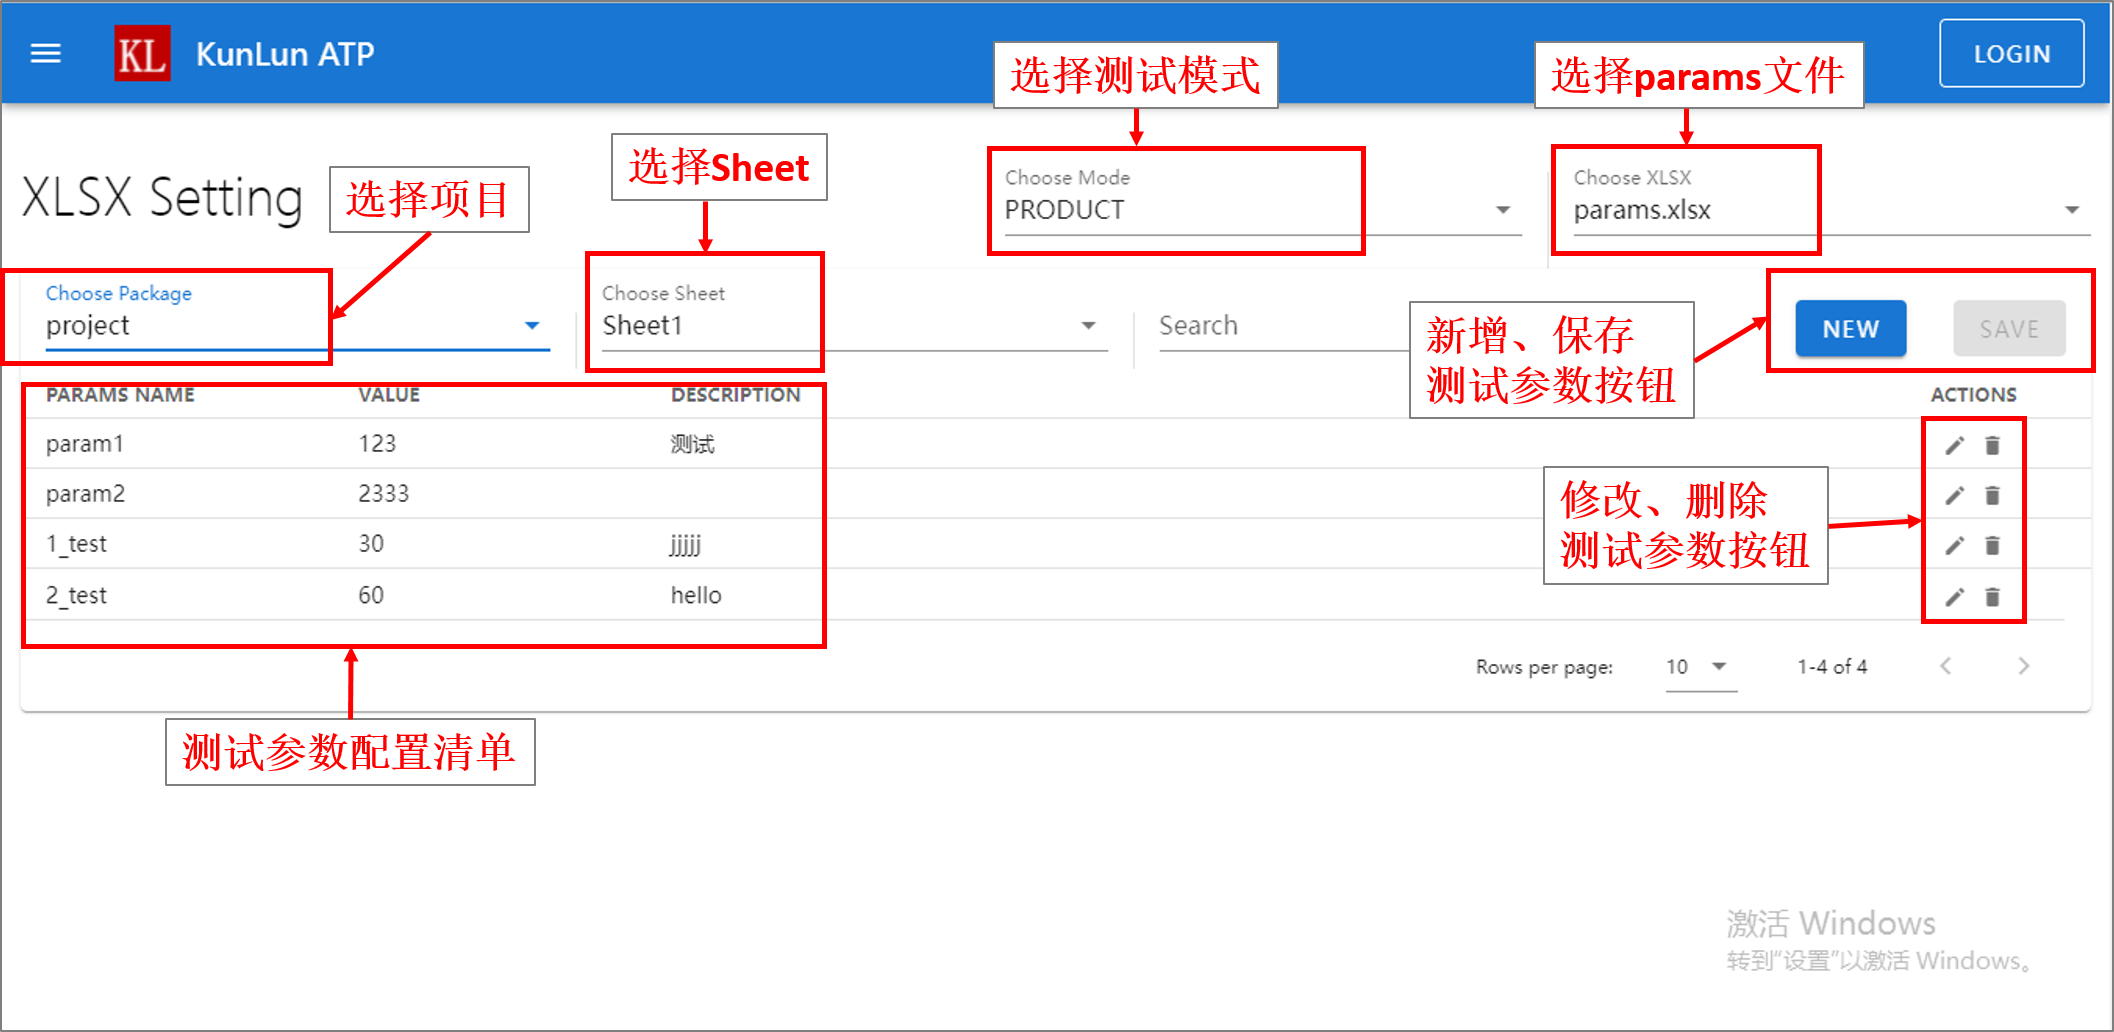 KL KunLun ATP
LOGIN
选择测试模式
选择params文件
选择Sheet
XLSX Setting
选择项目
Choose Mode
PRODUCT
Choose XLSX
params.xlsx
Choose Package
project
Choose Sheet
Sheet1
Search
新增、保存
测试参数按钮
NEW
SAVE
PARAMS NAME VALUE DESCRIPTION ACTIONS
param1 123 测试
param2 2333
1_test 30 jjjjj
2_test 60 hello
修改、删除
测试参数按钮
Rows per page: 10 1-4 of 4
测试参数配置清单
激活 Windows
转到“设置”以激活 Windows。